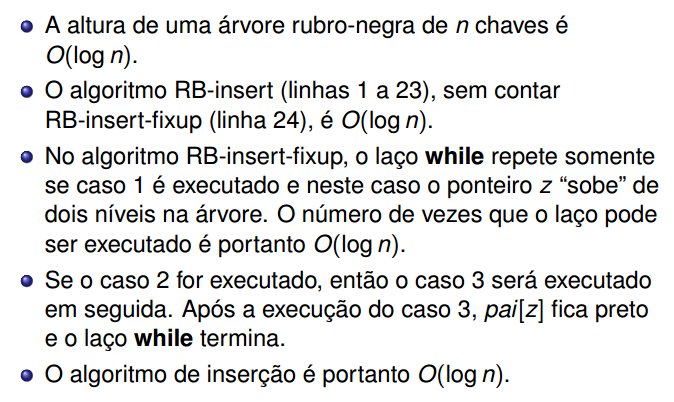 A altura de uma árvore rubro-negra de n chaves é
O(log n).
O algoritmo RB-insert (linhas 1 a 23), sem contar
RB-insert-fixup (linha 24), é O(log n).
No algoritmo RB-insert-fixup, o laço while repete somente
se caso 1 é executado e neste caso o ponteiro z “sobe” de
dois níveis na árvore. O número de vezes que o laço pode
ser executado é portanto O(log n).
Se o caso 2 for executado, então o caso 3 será executado
em seguida. Após a execução do caso 3, pai[z] fica preto
e o laço while termina.
O algoritmo de inserção é portanto O(log n).